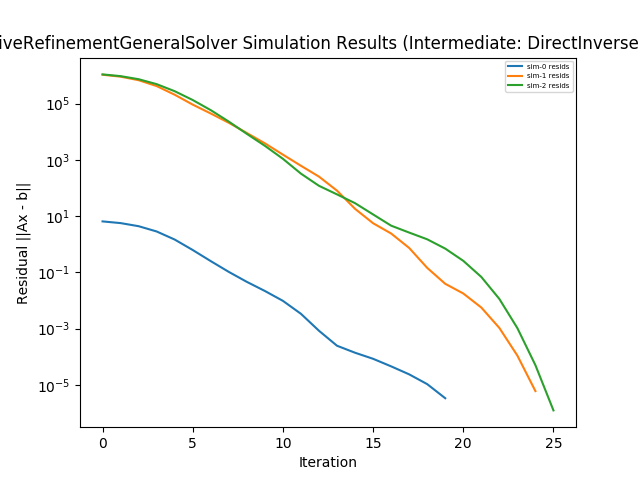 iveRefinementGeneralSolver Simulation Results (Intermediate: DirectInverse
sim-0 resids
sim-1 resids
sim-2 resids
Residual ||Ax - b||
10^5
10^3
10^1
10^−1
10^−3
10^−5
0 5 10 15 20 25
Iteration